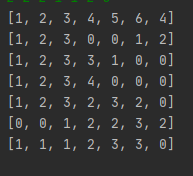 [1, 2, 3, 4, 5, 6, 4]
[1, 2, 3, 0, 0, 1, 2]
[1, 2, 3, 3, 1, 0, 0]
[1, 2, 3, 4, 0, 0, 0]
[1, 2, 3, 2, 3, 2, 0]
[0, 0, 1, 2, 2, 3, 2]
[1, 1, 1, 2, 3, 3, 0]